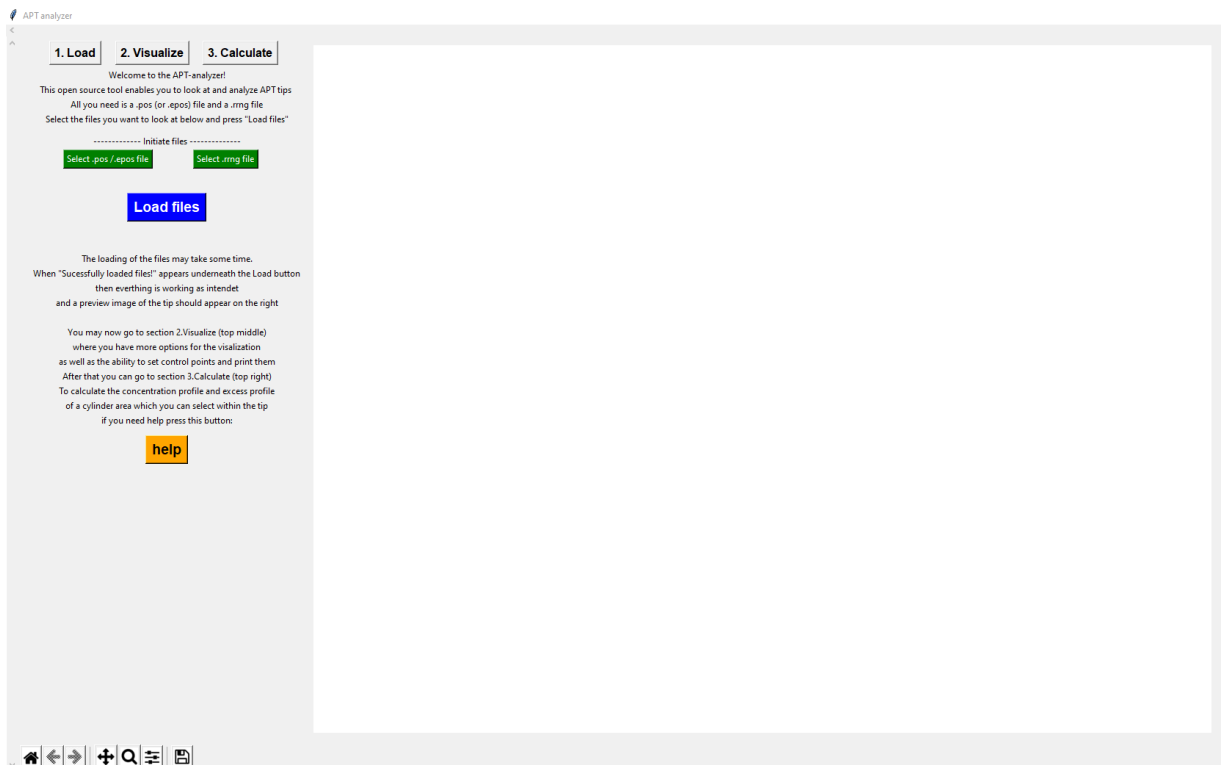 APT analyzer
1. Load 2. Visualize 3. Calculate
Welcome to the APT-analyzer!
This open source tool enables you to look at and analyze APT tips
All you need is a .pos (or .epos) file and a .rrng file
Select the files you want to look at below and press "Load files"
------------- Initiate files --------------
Select .pos /.epos file Select .rrng file
Load files
The loading of the files may take some time.
When "Sucessfully loaded files!" appears underneath the Load button
then everthing is working as intendet
and a preview image of the tip should appear on the right
You may now go to section 2.Visualize (top middle)
where you have more options for the visalization
as well as the ability to set control points and print them
After that you can go to section 3.Calculate (top right)
To calculate the concentration profile and excess profile
of a cylinder area which you can select within the tip
if you need help press this button:
help